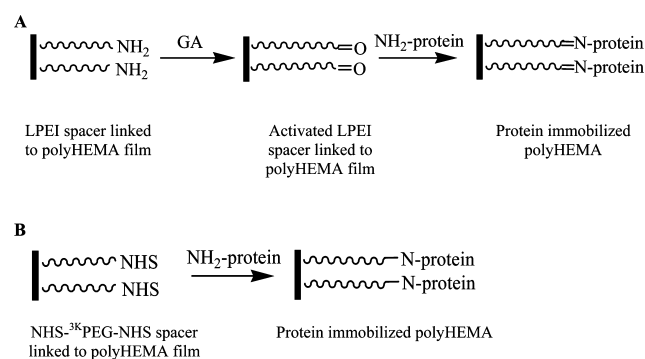 A
NH2 GA =O NH2-protein =N-protein
NH2 =O =N-protein
LPEI spacer linked
to polyHEMA film
Activated LPEI
spacer linked to
polyHEMA film
Protein immobilized
polyHEMA
B
NHS NH2-protein N-protein
NHS N-protein
NHS-3KPEG-NHS spacer
linked to polyHEMA film
Protein immobilized polyHEMA